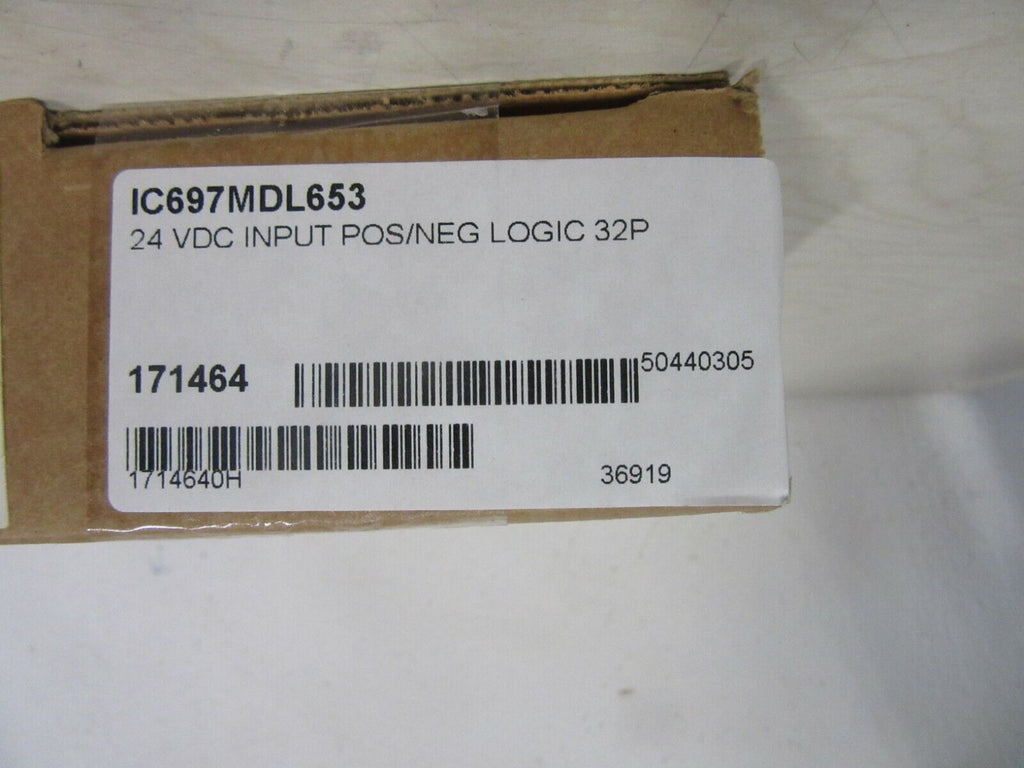 IC697MDL653
24 VDC INPUT POS/NEG LOGIC 32P
171464
50440305
1714640H
36919